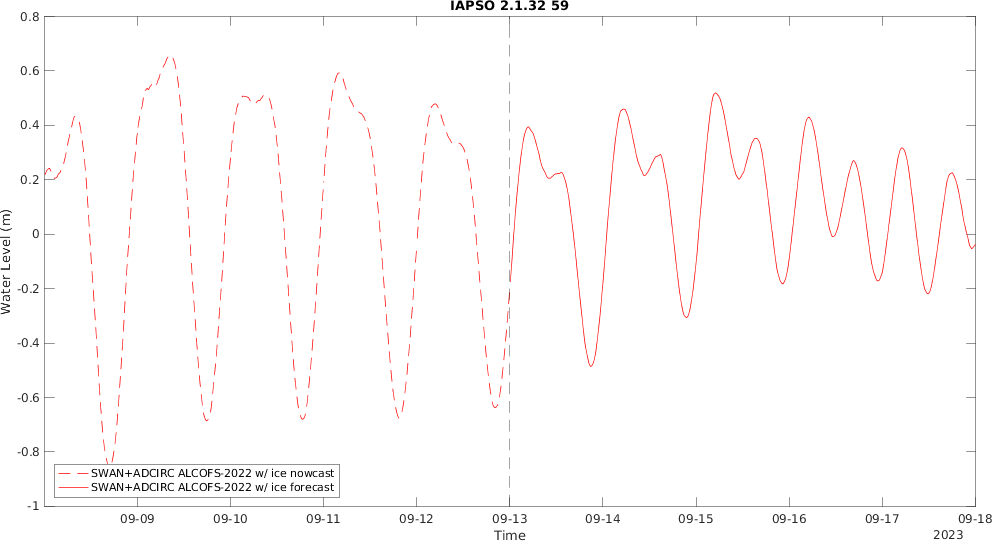 IAPSO 2.1.32 59
0.8
0.6
0.4
0.2
0
-0.2
-0.4
-0.6
-0.8
-1
Water Level (m)
SWAN+ADCIRC ALCOFS-2022 w/ ice nowcast
SWAN+ADCIRC ALCOFS-2022 w/ ice forecast
09-09 09-10 09-11 09-12 09-13 09-14 09-15 09-16 09-17 09-18
Time
2023